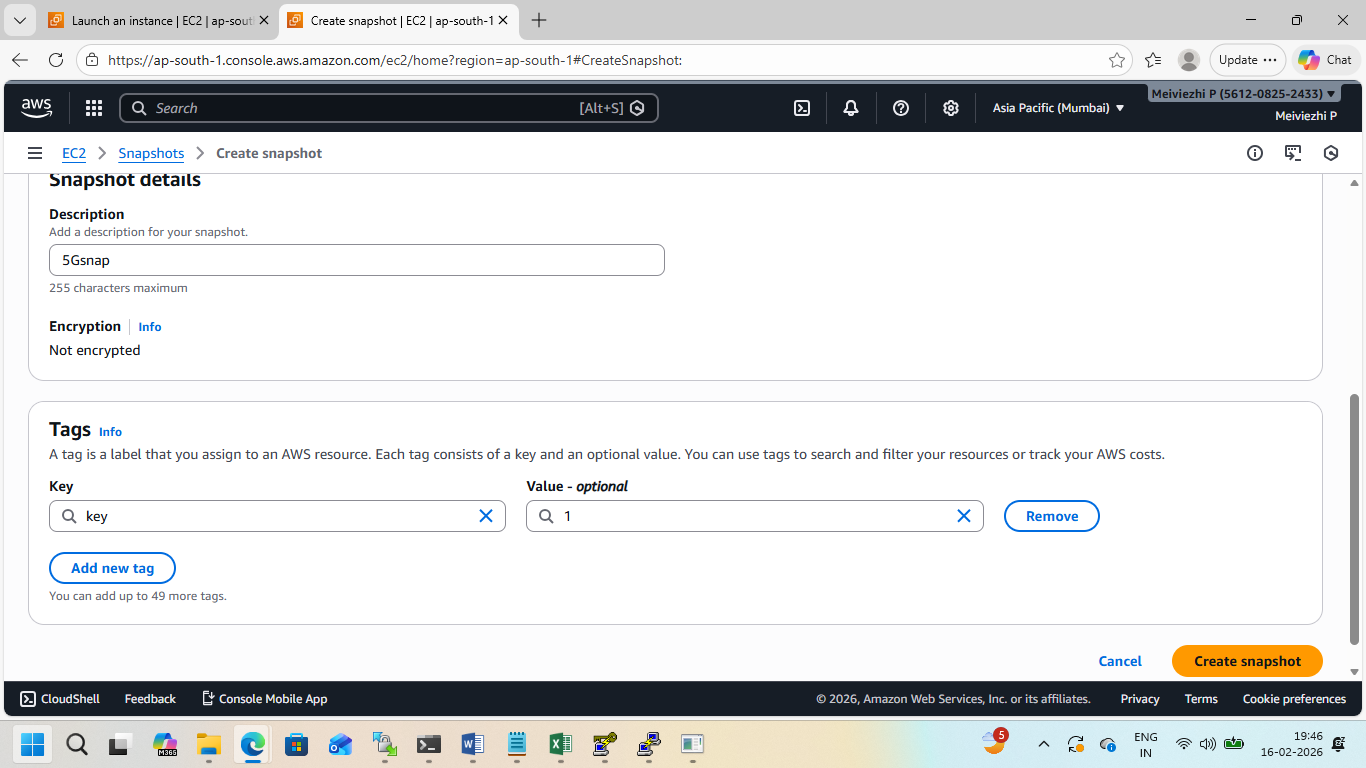 Launch an instance | EC2 | ap-sout
Create snapshot | EC2 | ap-south-1
https://ap-south-1.console.aws.amazon.com/ec2/home?region=ap-south-1#CreateSnapshot:
Update
Chat
aws
Search
[Alt+S]
Asia Pacific (Mumbai)
Meiviezhi P (5612-0825-2433)
Meiviezhi P
EC2
Snapshots
Create snapshot
Snapshot details
Description
Add a description for your snapshot.
5Gsnap
255 characters maximum
Encryption
Info
Not encrypted
Tags Info
A tag is a label that you assign to an AWS resource. Each tag consists of a key and an optional value. You can use tags to search and filter your resources or track your AWS costs.
Key
Value - optional
key
1
Remove
Add new tag
You can add up to 49 more tags.
Cancel
Create snapshot
CloudShell
Feedback
Console Mobile App
© 2026, Amazon Web Services, Inc. or its affiliates.
Privacy
Terms
Cookie preferences
M365
5
ENG
IN
19:46
16-02-2026